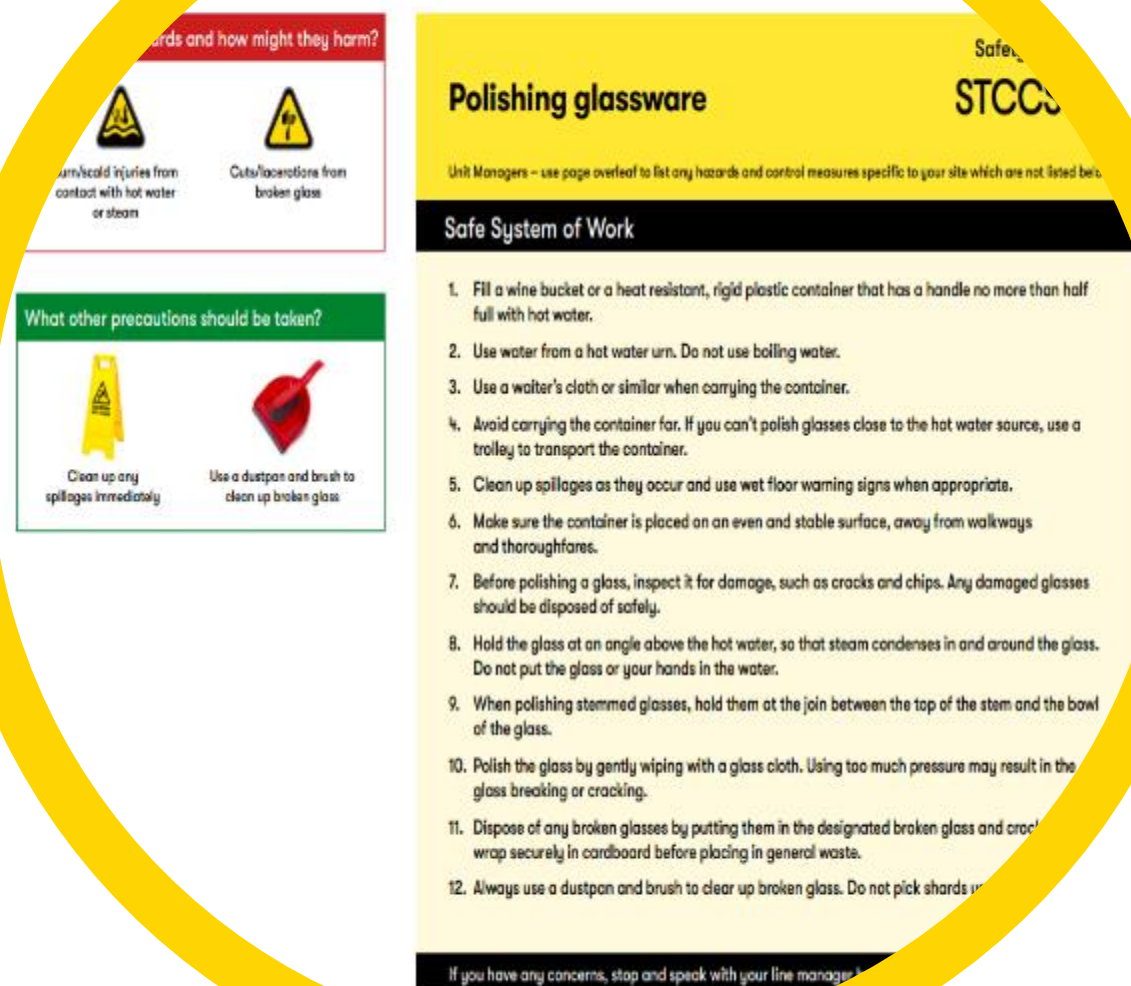 and how might they harm?
injuries from
contact with hot water
or steam
Cuts/lacerations from
broken glass
What other precautions should be taken?
Clean up any
spillages immediately
Use a dustpan and brush to
clean up broken glass
Polishing glassware
Unit Managers – use page overleaf to list any hazards and control measures specific to your site which are not listed
Safe System of Work
1. Fill a wine bucket or a heat resistant, rigid plastic container that has a handle no more than half
full with hot water.
2. Use water from a hot water urn. Do not use boiling water.
3. Use a waiter's cloth or similar when carrying the container.
4. Avoid carrying the container far. If you can't polish glasses close to the hot water source, use a
trolley to transport the container.
5. Clean up spillages as they occur and use wet floor warning signs when appropriate.
6. Make sure the container is placed on an even and stable surface, away from walkways
and thoroughfares.
7. Before polishing a glass, inspect it for damage, such as cracks and chips. Any damaged glasses
should be disposed of safely.
8. Hold the glass at an angle above the hot water, so that steam condenses in and around the glass.
Do not put the glass or your hands in the water.
9. When polishing stemmed glasses, hold them at the join between the top of the stem and the bowl
of the glass.
10. Polish the glass by gently wiping with a glass cloth. Using too much pressure may result in the
glass breaking or cracking.
11. Dispose of any broken glasses by putting them in the designated broken glass and
wrap securely in cardboard before placing in general waste.
12. Always use a dustpan and brush to clear up broken glass. Do not pick shards
If you have any concerns, stop and speak with your line manager